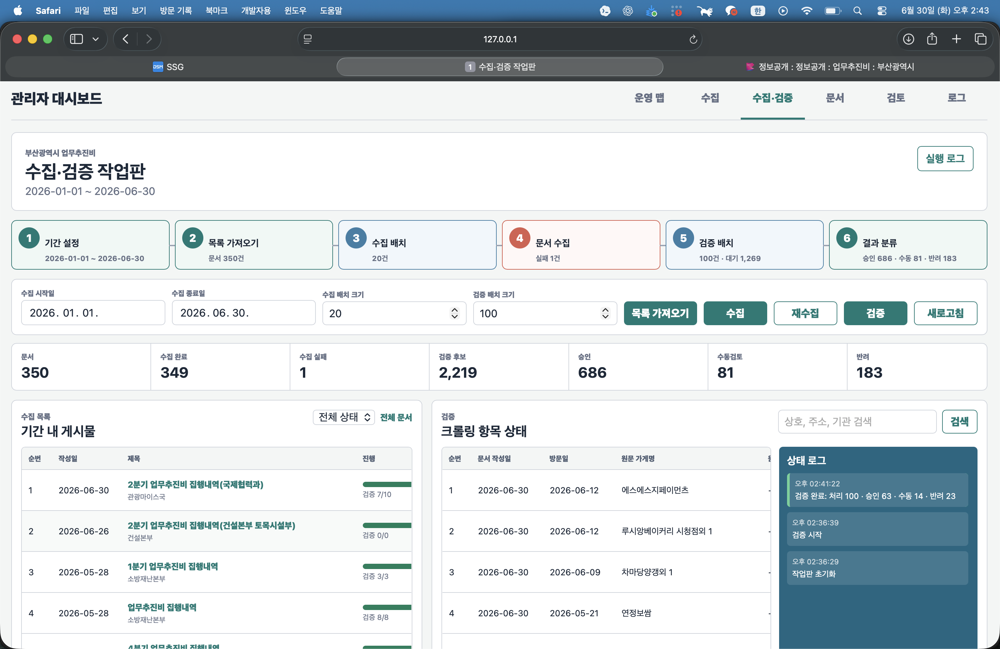 Safari 파일 편집 보기 방문 기록 북마크 개발자용 윈도우 도움말 한 6월 30일 (화) 오후 2:43
127.0.0.1
DSM SSG
1 수집·검증 작업판
정보공개 : 정보공개 : 업무추진비 : 부산광역시
관리자 대시보드
운영 맵 수집 수집·검증 문서 검토 로그
부산광역시 업무추진비
수집·검증 작업판
2026-01-01 ~ 2026-06-30
실행 로그
1 기간 설정
2026-01-01 ~ 2026-06-30
2 목록 가져오기
문서 350건
3 수집 배치
20건
4 문서 수집
실패 1건
5 검증 배치
100건 · 대기 1,269
6 결과 분류
승인 686 · 수동 81 · 반려 183
수집 시작일
2026. 01. 01.
수집 종료일
2026. 06. 30.
수집 배치 크기
20
검증 배치 크기
100
목록 가져오기 수집 재수집 검증 새로고침
문서
350
수집 완료
349
수집 실패
1
검증 후보
2,219
승인
686
수동검토
81
반려
183
수집 목록
기간 내 게시물
전체 상태 전체 문서
순번 작성일 제목 진행
1 2026-06-30 2분기 업무추진비 집행내역(국제협력과)
관광마이스국
검증 7/10
2 2026-06-26 2분기 업무추진비 집행내역(건설본부 토목시설부)
건설본부
검증 0/0
3 2026-05-28 1분기 업무추진비 집행내역
소방재난본부
검증 3/3
4 2026-05-28 업무추진비 집행내역
소방재난본부
검증 8/8
4분기 업무추진비 집행내역
검증
크롤링 항목 상태
상호, 주소, 기관 검색 검색
순번 문서 작성일 방문일 원문 가게명
1 2026-06-30 2026-06-12 에스에스지페이먼츠 -
2 2026-06-30 2026-06-12 루시앙베이커리 시청점외 1 -
3 2026-06-30 2026-06-09 차마당양갱외 1 -
4 2026-06-30 2026-05-21 연정보쌈 -
상태 로그
오후 02:41:22
검증 완료: 처리 100 · 승인 63 · 수동 14 · 반려 23
오후 02:36:39
검증 시작
오후 02:36:29
작업판 초기화